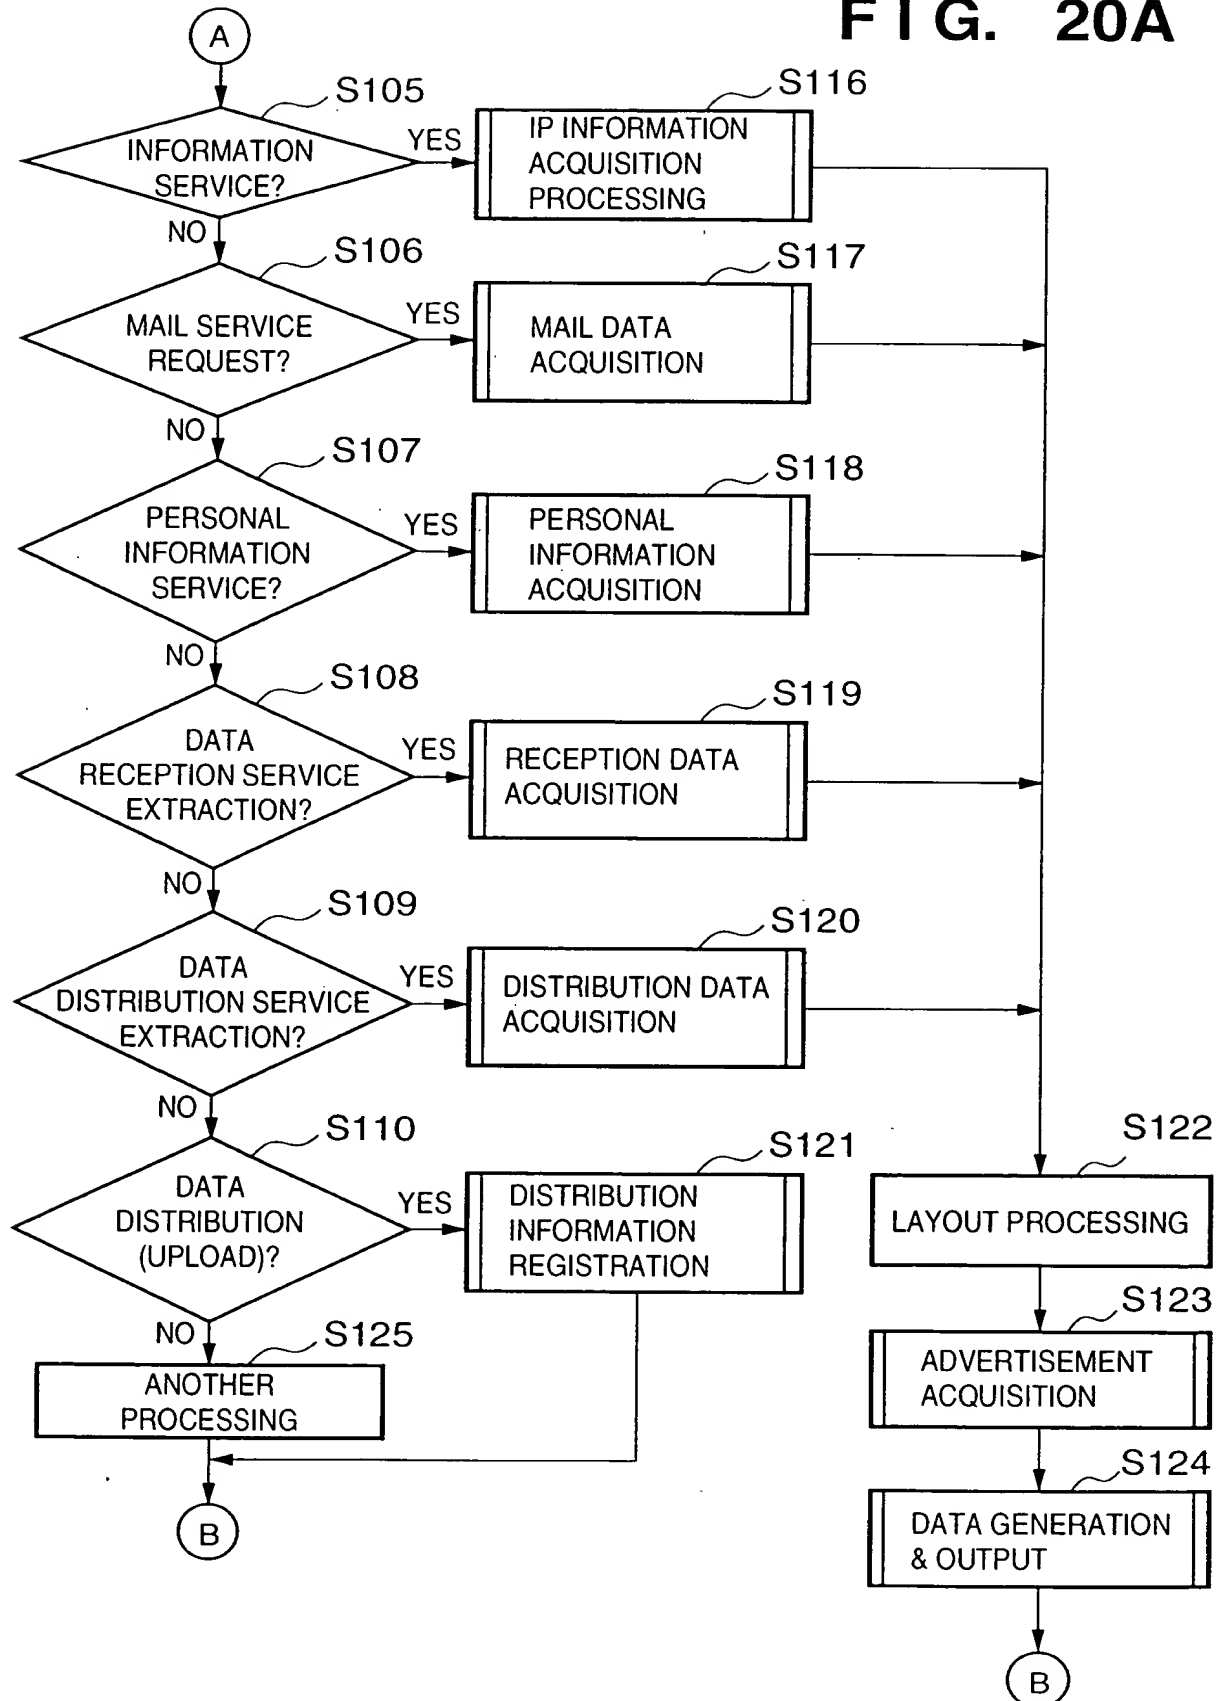 FIG. 20A
A
S105
INFORMATION
SERVICE?
YES
NO
S116
IP INFORMATION
ACQUISITION
PROCESSING
S106
MAIL SERVICE
REQUEST?
YES
NO
S117
MAIL DATA
ACQUISITION
S107
PERSONAL
INFORMATION
SERVICE?
YES
NO
S118
PERSONAL
INFORMATION
ACQUISITION
S108
DATA
RECEPTION SERVICE
EXTRACTION?
YES
NO
S119
RECEPTION DATA
ACQUISITION
S109
DATA
DISTRIBUTION SERVICE
EXTRACTION?
YES
NO
S120
DISTRIBUTION DATA
ACQUISITION
S110
DATA
DISTRIBUTION
(UPLOAD)?
YES
NO
S121
DISTRIBUTION
INFORMATION
REGISTRATION
S125
ANOTHER
PROCESSING
B
S122
LAYOUT PROCESSING
S123
ADVERTISEMENT
ACQUISITION
S124
DATA GENERATION
& OUTPUT
B